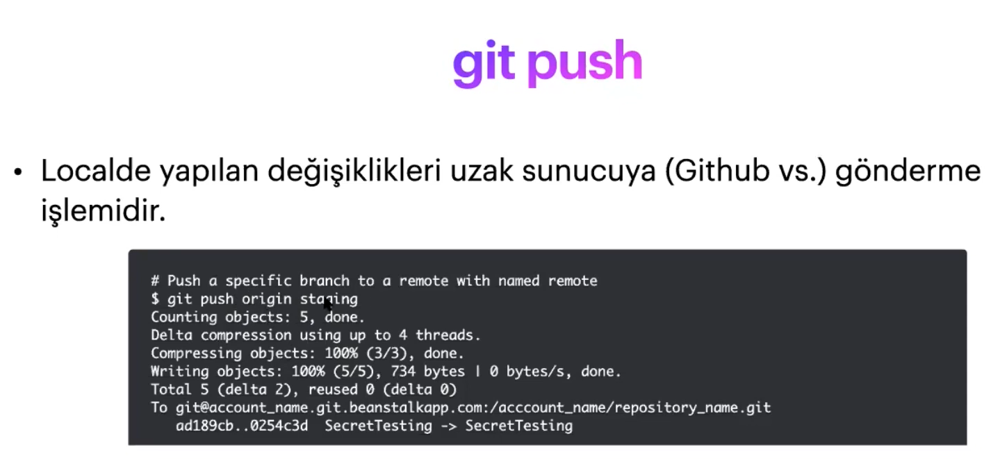 git push
• Localde yapılan değişiklikleri uzak sunucuya (Github vs.) gönderme
işlemidir.
# Push a specific branch to a remote with named remote
$ git push origin staging
Counting objects: 5, done.
Delta compression using up to 4 threads.
Compressing objects: 100% (3/3), done.
Writing objects: 100% (5/5), 734 bytes | 0 bytes/s, done.
Total 5 (delta 2), reused 0 (delta 0)
To git@account_name.git.beanstalkapp.com:/acccount_name/repository_name.git
   ad189cb..0254c3d  SecretTesting -> SecretTesting